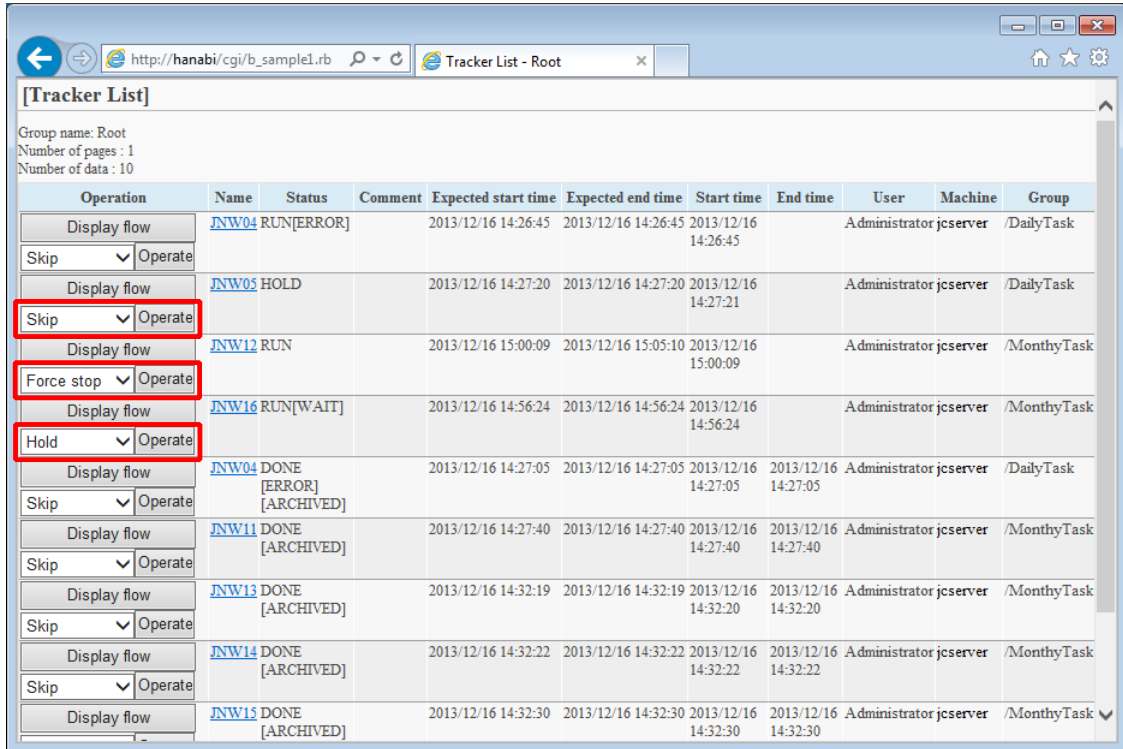 http://hanabi/cgi/b_sample1.rb
Tracker List - Root
[Tracker List]
Group name: Root
Number of pages : 1
Number of data : 10
Operation Name Status Comment Expected start time Expected end time Start time End time User Machine Group
Display flow JNW04 RUN[ERROR] 2013/12/16 14:26:45 2013/12/16 14:26:45 2013/12/16 Administrator jcserver /DailyTask
14:26:45
Skip Operate
Display flow JNW05 HOLD 2013/12/16 14:27:20 2013/12/16 14:27:20 2013/12/16 Administrator jcserver /DailyTask
14:27:21
Skip Operate
Display flow JNW12 RUN 2013/12/16 15:00:09 2013/12/16 15:05:10 2013/12/16 Administrator jcserver /MonthyTask
15:00:09
Force stop Operate
Display flow JNW16 RUN[WAIT] 2013/12/16 14:56:24 2013/12/16 14:56:24 2013/12/16 Administrator jcserver /MonthyTask
14:56:24
Hold Operate
Display flow JNW04 DONE 2013/12/16 14:27:05 2013/12/16 14:27:05 2013/12/16 2013/12/16 Administrator jcserver /DailyTask
[ERROR] 14:27:05 14:27:05
Skip Operate [ARCHIVED]
Display flow JNW11 DONE 2013/12/16 14:27:40 2013/12/16 14:27:40 2013/12/16 2013/12/16 Administrator jcserver /MonthyTask
[ARCHIVED] 14:27:40 14:27:40
Skip Operate
Display flow JNW13 DONE 2013/12/16 14:32:19 2013/12/16 14:32:19 2013/12/16 2013/12/16 Administrator jcserver /MonthyTask
[ARCHIVED] 14:32:20 14:32:20
Skip Operate
Display flow JNW14 DONE 2013/12/16 14:32:22 2013/12/16 14:32:22 2013/12/16 2013/12/16 Administrator jcserver /MonthyTask
[ARCHIVED] 14:32:22 14:32:22
Skip Operate
Display flow JNW15 DONE 2013/12/16 14:32:30 2013/12/16 14:32:30 2013/12/16 2013/12/16 Administrator jcserver /MonthyTask
[ARCHIVED] 14:32:30 14:32:30